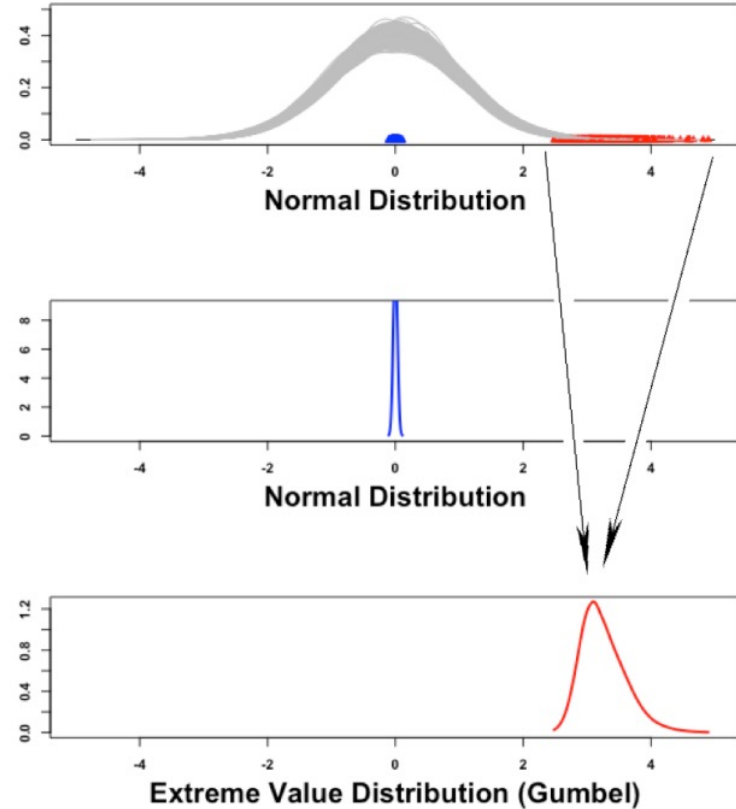 0.4
0.2
0.0
-4 -2 0 2 4
Normal Distribution
8
6
4
2
0
-4 -2 0 2 4
Normal Distribution
1.2
0.8
0.4
0.0
-4 -2 0 2 4
Extreme Value Distribution (Gumbel)